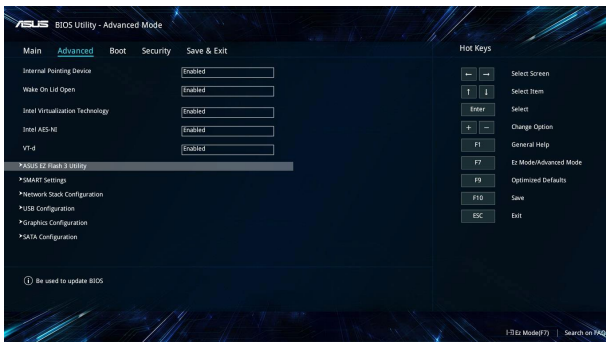 ASUS BIOS Utility - Advanced Mode
Main Advanced Boot Security Save & Exit
Hot Keys
Internal Pointing Device Enabled
Wake On Lid Open Enabled
Intel Virtualization Technology Enabled
Intel AES-NI Enabled
VT-d Enabled
>ASUS EZ Flash 3 Utility
>SMART Settings
>Network Stack Configuration
>USB Configuration
>Graphics Configuration
>SATA Configuration
← → Select Screen
↑ ↓ Select Item
Enter Select
+ − Change Option
F1 General Help
F7 Ez Mode/Advanced Mode
F9 Optimized Defaults
F10 Save
ESC Exit
i Be used to update BIOS
Ez Mode(F7) | Search on FAQ